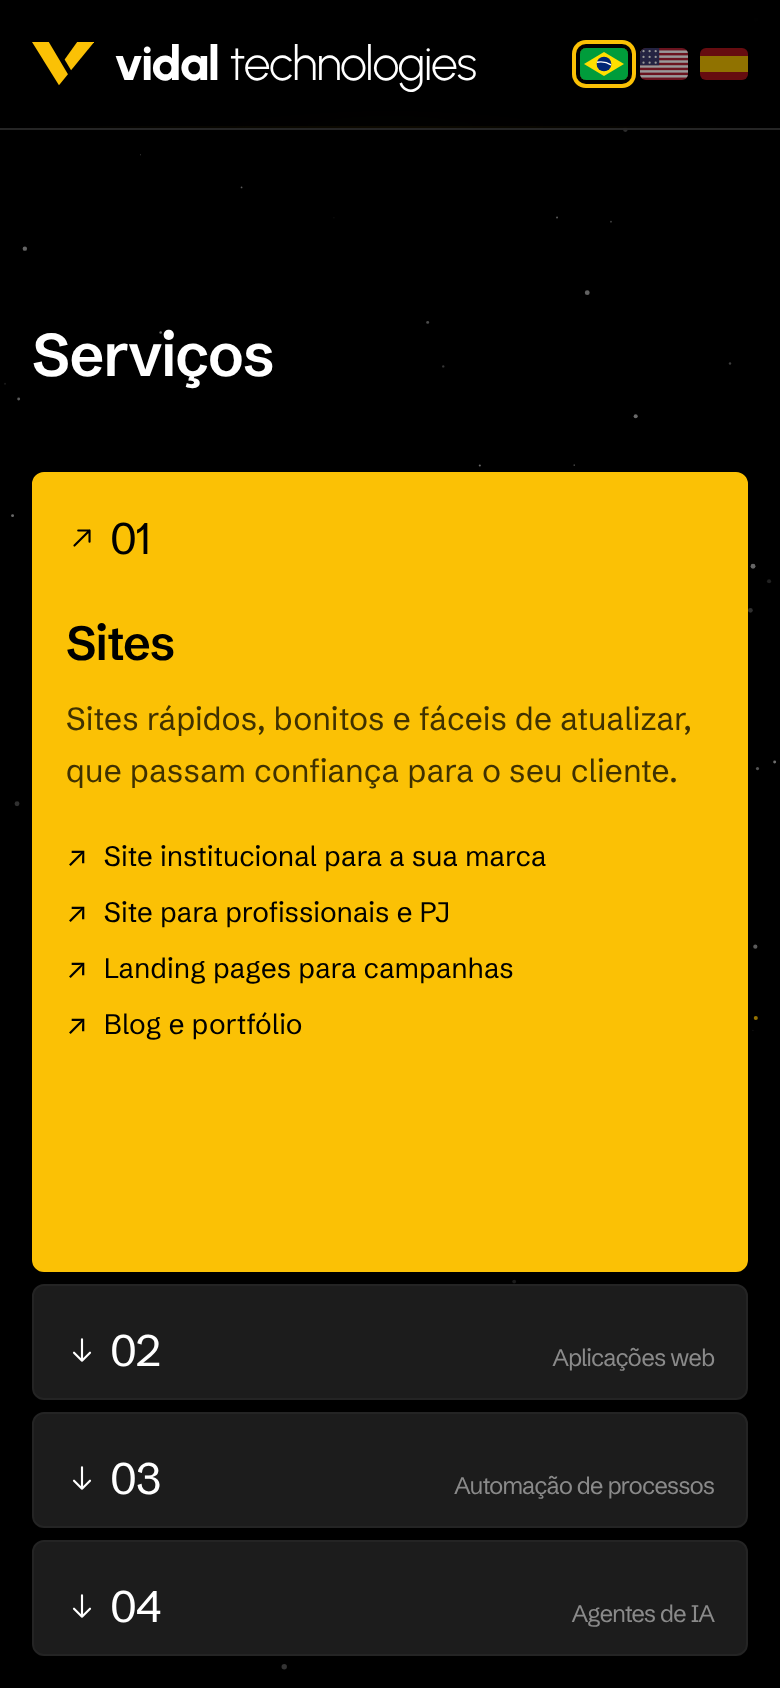 vidal technologies
Serviços
01
Sites
Sites rápidos, bonitos e fáceis de atualizar,
que passam confiança para o seu cliente.
Site institucional para a sua marca
Site para profissionais e PJ
Landing pages para campanhas
Blog e portfólio
02
Aplicações web
03
Automação de processos
04
Agentes de IA